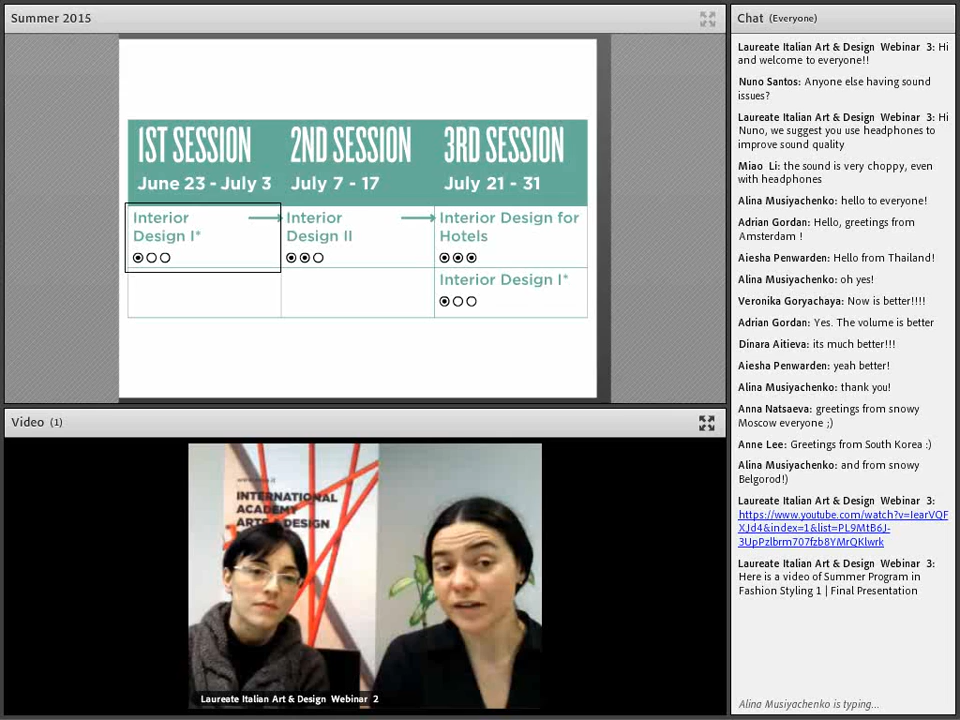 Summer 2015
1ST SESSION
2ND SESSION
3RD SESSION
June 23 - July 3
July 7 - 17
July 21 - 31
Interior
Design I*
Interior
Design II
Interior Design for
Hotels
Interior Design I*
Video (1)
INTERNATIONAL
ACADEMY
ARTS & DESIGN
Laureate Italian Art & Design Webinar 2
Chat (Everyone)
Laureate Italian Art & Design Webinar 3: Hi
and welcome to everyone!!
Nuno Santos: Anyone else having sound
issues?
Laureate Italian Art & Design Webinar 3: Hi
Nuno, we suggest you use headphones to
improve sound quality
Miao Li: the sound is very choppy, even
with headphones
Alina Musiyachenko: hello to everyone!
Adrian Gordan: Hello, greetings from
Amsterdam !
Aiesha Penwarden: Hello from Thailand!
Alina Musiyachenko: oh yes!
Veronika Goryachaya: Now is better!!!!
Adrian Gordan: Yes. The volume is better
Dinara Aitieva: its much better!!!
Aiesha Penwarden: yeah better!
Alina Musiyachenko: thank you!
Anna Natsaeva: greetings from snowy
Moscow everyone ;)
Anne Lee: Greetings from South Korea :)
Alina Musiyachenko: and from snowy
Belgorod!)
Laureate Italian Art & Design Webinar 3:
https://www.youtube.com/watch?v=IearVQF
XJd4&index=1&list=PL9MtB6J-
3UpPzlbrm707fzb8YMrQKlwrk
Laureate Italian Art & Design Webinar 3:
Here is a video of Summer Program in
Fashion Styling 1 | Final Presentation
Alina Musiyachenko is typing...